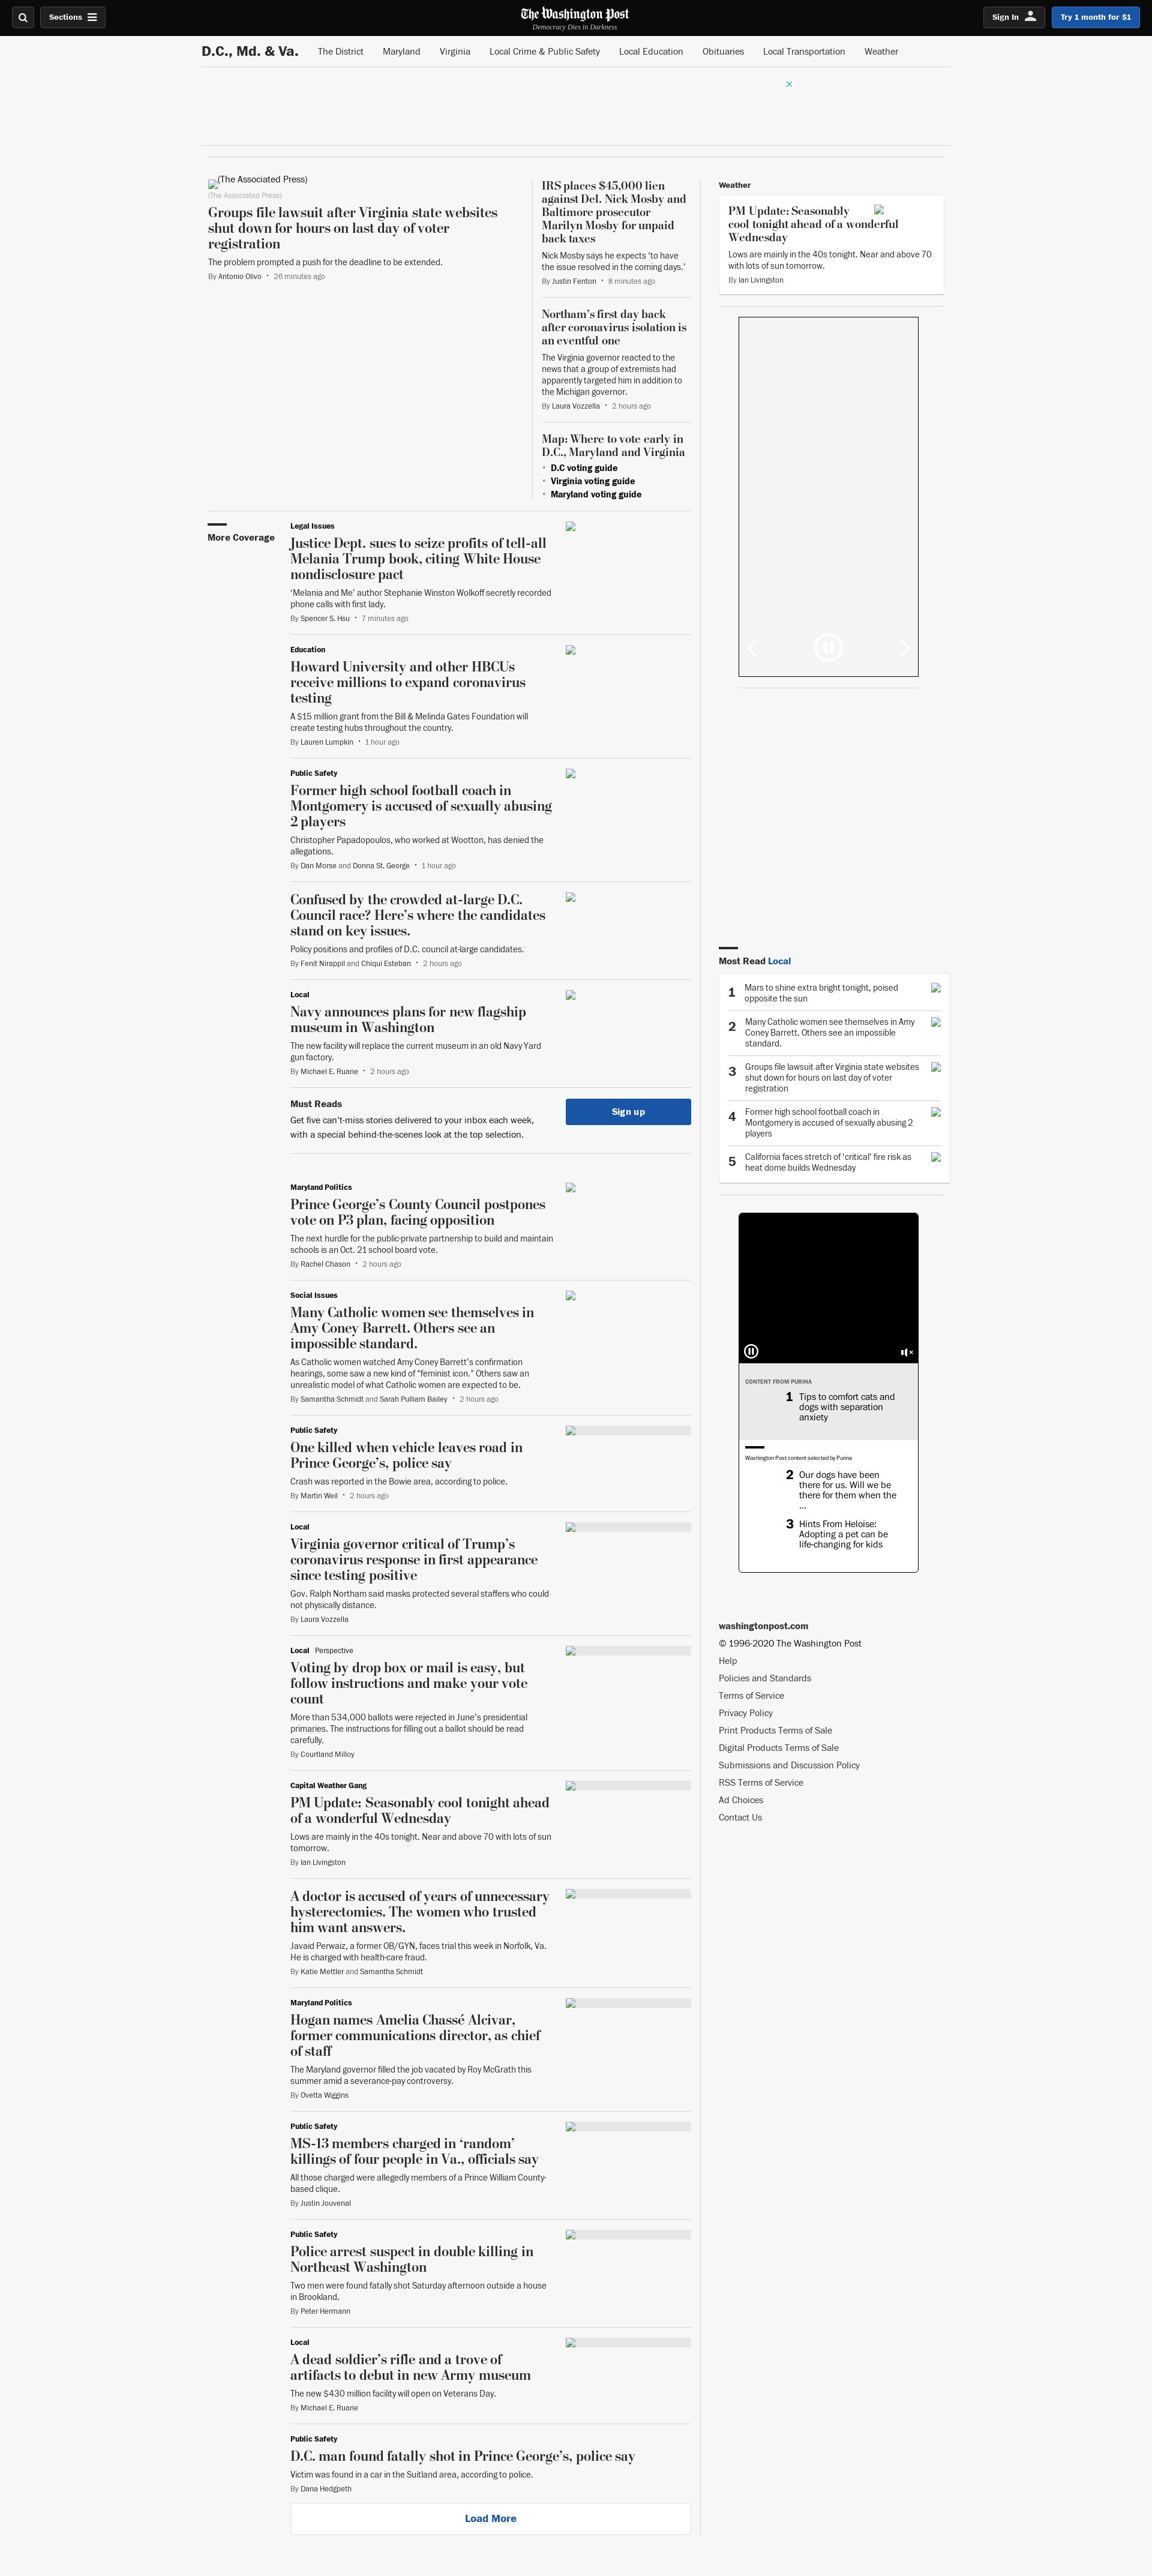 Sections
The Washington Post
Democracy Dies in Darkness
Sign In
Try 1 month for $1
D.C., Md. & Va.
The District
Maryland
Virginia
Local Crime & Public Safety
Local Education
Obituaries
Local Transportation
Weather
(The Associated Press)
(The Associated Press)
Groups file lawsuit after Virginia state websites
shut down for hours on last day of voter
registration
The problem prompted a push for the deadline to be extended.
By Antonio Olivo • 26 minutes ago
IRS places $45,000 lien
against Del. Nick Mosby and
Baltimore prosecutor
Marilyn Mosby for unpaid
back taxes
Nick Mosby says he expects ‘to have
the issue resolved in the coming days.’
By Justin Fenton • 8 minutes ago
Northam’s first day back
after coronavirus isolation is
an eventful one
The Virginia governor reacted to the
news that a group of extremists had
apparently targeted him in addition to
the Michigan governor.
By Laura Vozzella • 2 hours ago
Map: Where to vote early in
D.C., Maryland and Virginia
• D.C voting guide
• Virginia voting guide
• Maryland voting guide
Weather
PM Update: Seasonably
cool tonight ahead of a wonderful
Wednesday
Lows are mainly in the 40s tonight. Near and above 70
with lots of sun tomorrow.
By Ian Livingston
More Coverage
Legal Issues
Justice Dept. sues to seize profits of tell-all
Melania Trump book, citing White House
nondisclosure pact
‘Melania and Me’ author Stephanie Winston Wolkoff secretly recorded
phone calls with first lady.
By Spencer S. Hsu • 7 minutes ago
Education
Howard University and other HBCUs
receive millions to expand coronavirus
testing
A $15 million grant from the Bill & Melinda Gates Foundation will
create testing hubs throughout the country.
By Lauren Lumpkin • 1 hour ago
Public Safety
Former high school football coach in
Montgomery is accused of sexually abusing
2 players
Christopher Papadopoulos, who worked at Wootton, has denied the
allegations.
By Dan Morse and Donna St. George • 1 hour ago
Confused by the crowded at-large D.C.
Council race? Here’s where the candidates
stand on key issues.
Policy positions and profiles of D.C. council at-large candidates.
By Fenit Nirappil and Chiqui Esteban • 2 hours ago
Local
Navy announces plans for new flagship
museum in Washington
The new facility will replace the current museum in an old Navy Yard
gun factory.
By Michael E. Ruane • 2 hours ago
Must Reads
Get five can’t-miss stories delivered to your inbox each week,
with a special behind-the-scenes look at the top selection.
Sign up
Maryland Politics
Prince George’s County Council postpones
vote on P3 plan, facing opposition
The next hurdle for the public-private partnership to build and maintain
schools is an Oct. 21 school board vote.
By Rachel Chason • 2 hours ago
Social Issues
Many Catholic women see themselves in
Amy Coney Barrett. Others see an
impossible standard.
As Catholic women watched Amy Coney Barrett’s confirmation
hearings, some saw a new kind of “feminist icon.” Others saw an
unrealistic model of what Catholic women are expected to be.
By Samantha Schmidt and Sarah Pulliam Bailey • 2 hours ago
Public Safety
One killed when vehicle leaves road in
Prince George’s, police say
Crash was reported in the Bowie area, according to police.
By Martin Weil • 2 hours ago
Local
Virginia governor critical of Trump’s
coronavirus response in first appearance
since testing positive
Gov. Ralph Northam said masks protected several staffers who could
not physically distance.
By Laura Vozzella
Local Perspective
Voting by drop box or mail is easy, but
follow instructions and make your vote
count
More than 534,000 ballots were rejected in June’s presidential
primaries. The instructions for filling out a ballot should be read
carefully.
By Courtland Milloy
Capital Weather Gang
PM Update: Seasonably cool tonight ahead
of a wonderful Wednesday
Lows are mainly in the 40s tonight. Near and above 70 with lots of sun
tomorrow.
By Ian Livingston
A doctor is accused of years of unnecessary
hysterectomies. The women who trusted
him want answers.
Javaid Perwaiz, a former OB/GYN, faces trial this week in Norfolk, Va.
He is charged with health-care fraud.
By Katie Mettler and Samantha Schmidt
Maryland Politics
Hogan names Amelia Chassé Alcivar,
former communications director, as chief
of staff
The Maryland governor filled the job vacated by Roy McGrath this
summer amid a severance-pay controversy.
By Ovetta Wiggins
Public Safety
MS-13 members charged in ‘random’
killings of four people in Va., officials say
All those charged were allegedly members of a Prince William County-
based clique.
By Justin Jouvenal
Public Safety
Police arrest suspect in double killing in
Northeast Washington
Two men were found fatally shot Saturday afternoon outside a house
in Brookland.
By Peter Hermann
Local
A dead soldier’s rifle and a trove of
artifacts to debut in new Army museum
The new $430 million facility will open on Veterans Day.
By Michael E. Ruane
Public Safety
D.C. man found fatally shot in Prince George’s, police say
Victim was found in a car in the Suitland area, according to police.
By Dana Hedgpeth
Load More
Most Read Local
1 Mars to shine extra bright tonight, poised
opposite the sun
2 Many Catholic women see themselves in Amy
Coney Barrett. Others see an impossible
standard.
3 Groups file lawsuit after Virginia state websites
shut down for hours on last day of voter
registration
4 Former high school football coach in
Montgomery is accused of sexually abusing 2
players
5 California faces stretch of ‘critical’ fire risk as
heat dome builds Wednesday
CONTENT FROM PURINA
1 Tips to comfort cats and
dogs with separation
anxiety
Washington Post content selected by Purina
2 Our dogs have been
there for us. Will we be
there for them when the
...
3 Hints From Heloise:
Adopting a pet can be
life-changing for kids
washingtonpost.com
© 1996-2020 The Washington Post
Help
Policies and Standards
Terms of Service
Privacy Policy
Print Products Terms of Sale
Digital Products Terms of Sale
Submissions and Discussion Policy
RSS Terms of Service
Ad Choices
Contact Us